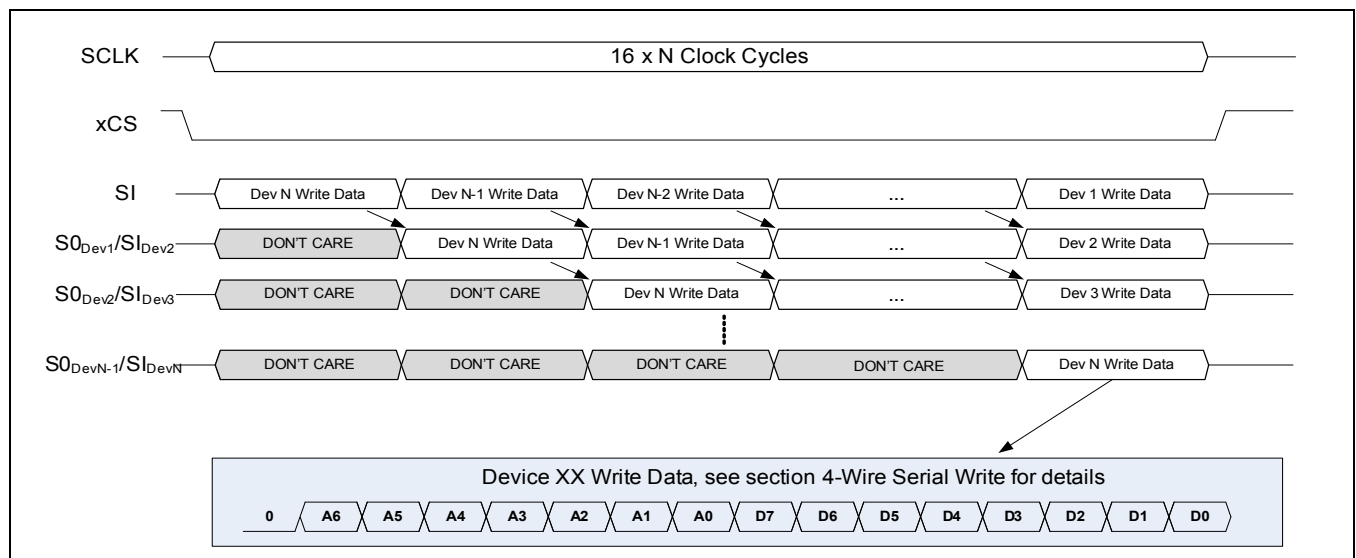 SCLK 16 x N Clock Cycles
xCS
SI Dev N Write Data Dev N-1 Write Data Dev N-2 Write Data ... Dev 1 Write Data
S0Dev1/SIDev2 DON'T CARE Dev N Write Data Dev N-1 Write Data ... Dev 2 Write Data
S0Dev2/SIDev3 DON'T CARE DON'T CARE Dev N Write Data ... Dev 3 Write Data
S0DevN-1/SIDevN DON'T CARE DON'T CARE DON'T CARE DON'T CARE Dev N Write Data
Device XX Write Data, see section 4-Wire Serial Write for details
0 A6 A5 A4 A3 A2 A1 A0 D7 D6 D5 D4 D3 D2 D1 D0